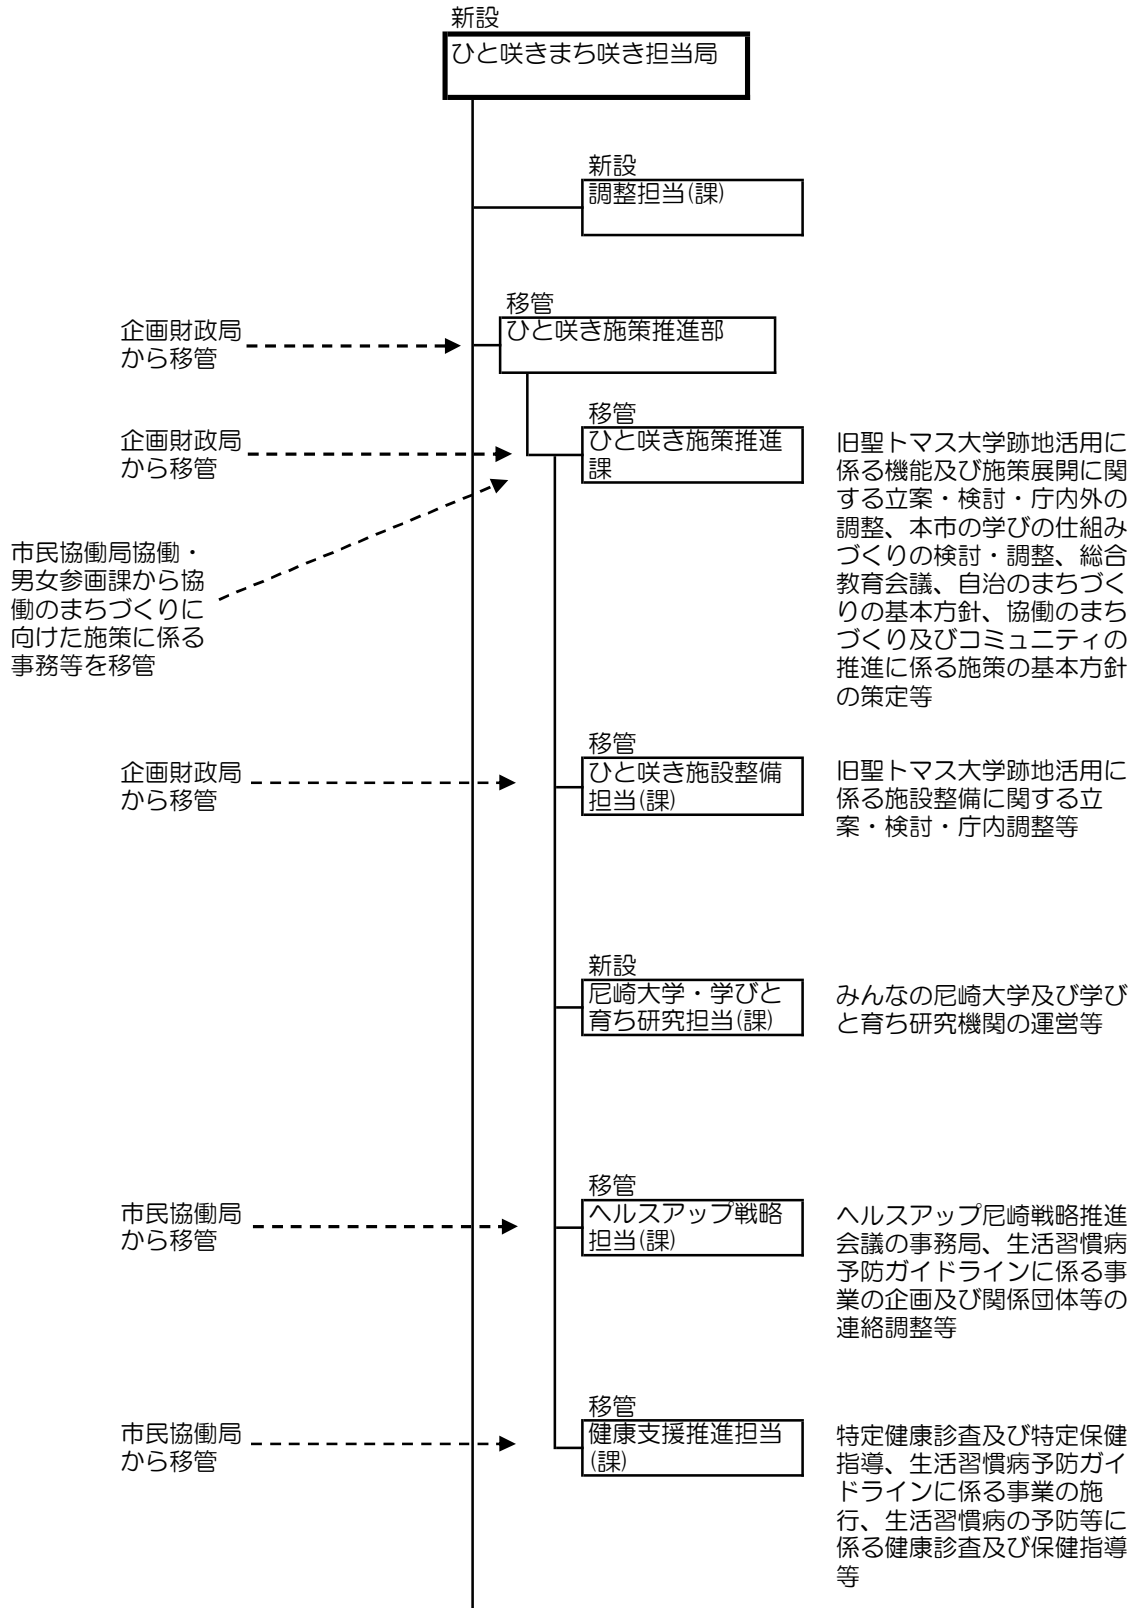 新設
ひと咲きまち咲き担当局
新設
調整担当(課)
移管
ひと咲き施策推進部
企画財政局
から移管
移管
ひと咲き施策推進
課
企画財政局
から移管
旧聖トマス大学跡地活用に
係る機能及び施策展開に関
する立案・検討・庁内外の
調整、本市の学びの仕組み
づくりの検討・調整、総合
教育会議、自治のまちづく
りの基本方針、協働のまち
づくり及びコミュニティの
推進に係る施策の基本方針
の策定等
市民協働局協働・
男女参画課から協
働のまちづくりに
向けた施策に係る
事務等を移管
移管
ひと咲き施設整備
担当(課)
企画財政局
から移管
旧聖トマス大学跡地活用に
係る施設整備に関する立
案・検討・庁内調整等
新設
尼崎大学・学びと
育ち研究担当(課)
みんなの尼崎大学及び学び
と育ち研究機関の運営等
移管
ヘルスアップ戦略
担当(課)
市民協働局
から移管
ヘルスアップ尼崎戦略推進
会議の事務局、生活習慣病
予防ガイドラインに係る事
業の企画及び関係団体等の
連絡調整等
移管
健康支援推進担当
(課)
市民協働局
から移管
特定健康診査及び特定保健
指導、生活習慣病予防ガイ
ドラインに係る事業の施
行、生活習慣病の予防等に
係る健康診査及び保健指導
等